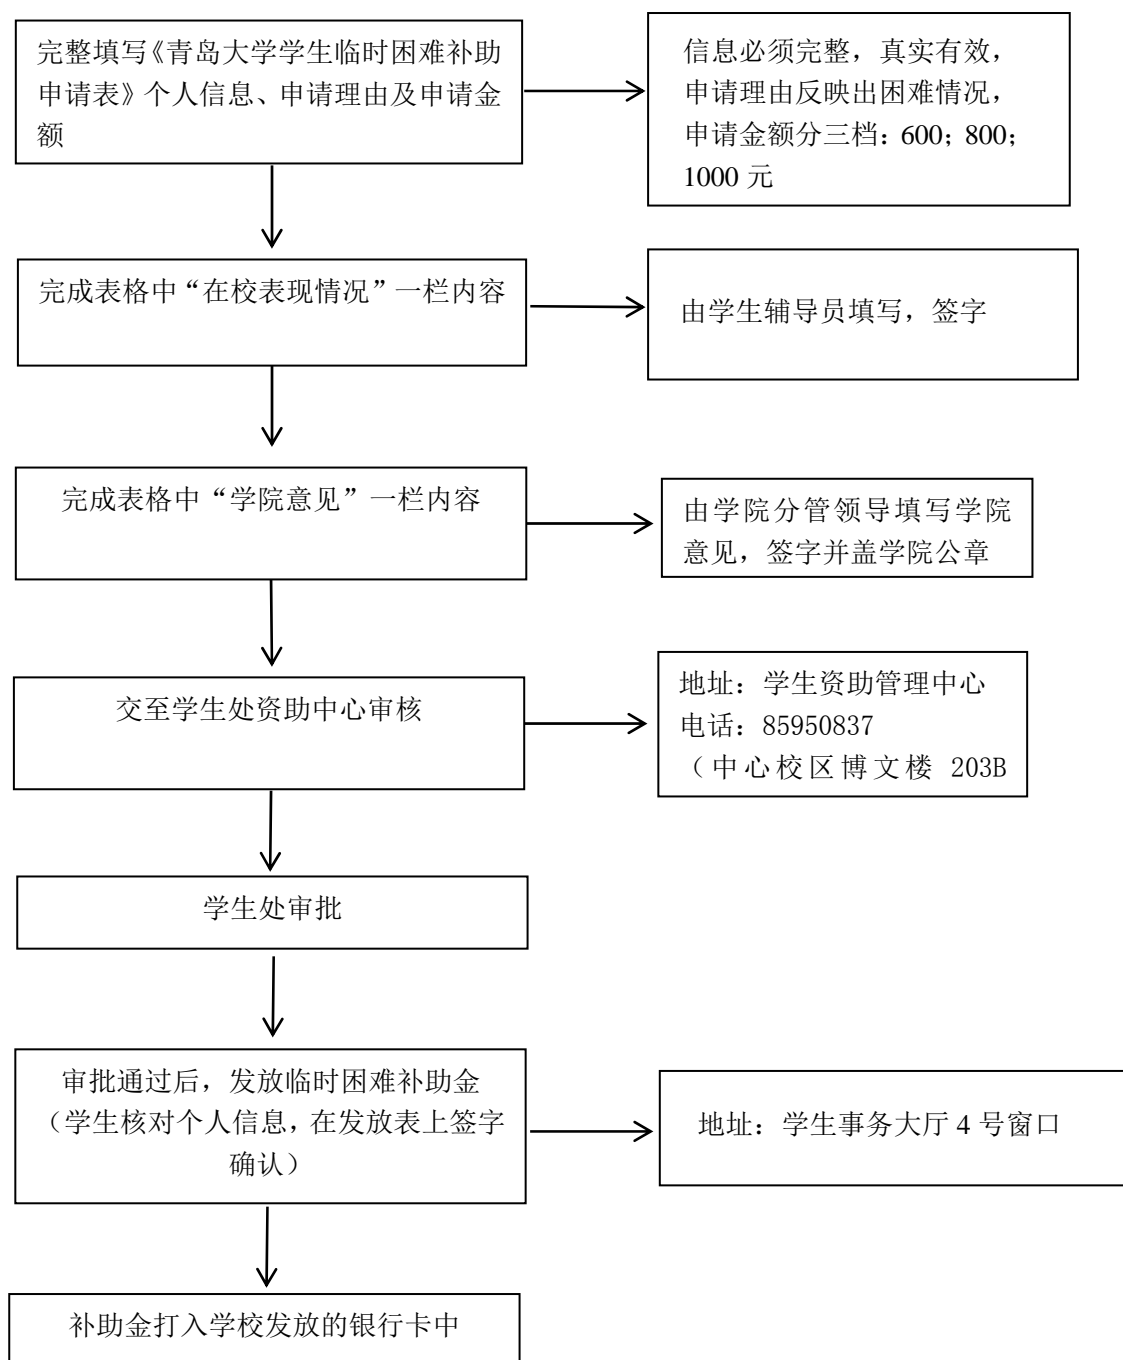 完整填写《青岛大学学生临时困难补助
申请表》个人信息、申请理由及申请金
额
信息必须完整，真实有效，
申请理由反映出困难情况，
申请金额分三档：600；800；
1000 元
完成表格中“在校表现情况”一栏内容
由学生辅导员填写，签字
完成表格中“学院意见”一栏内容
由学院分管领导填写学院
意见，签字并盖学院公章
交至学生处资助中心审核
地址：学生资助管理中心
电话：85950837
（中心校区博文楼 203B
学生处审批
审批通过后，发放临时困难补助金
（学生核对个人信息，在发放表上签字
确认）
地址：学生事务大厅 4 号窗口
补助金打入学校发放的银行卡中